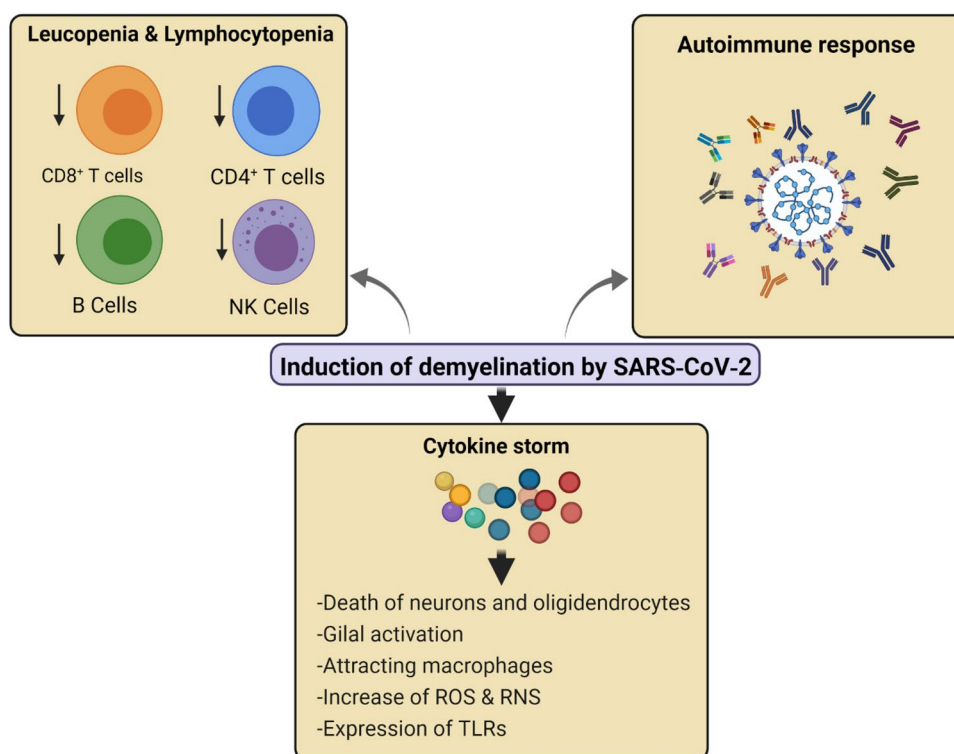 Leucopenia & Lymphocytopenia
CD8⁺ T cells
CD4⁺ T cells
B Cells
NK Cells
Autoimmune response
Induction of demyelination by SARS-CoV-2
Cytokine storm
-Death of neurons and oligidendrocytes
-Gilal activation
-Attracting macrophages
-Increase of ROS & RNS
-Expression of TLRs